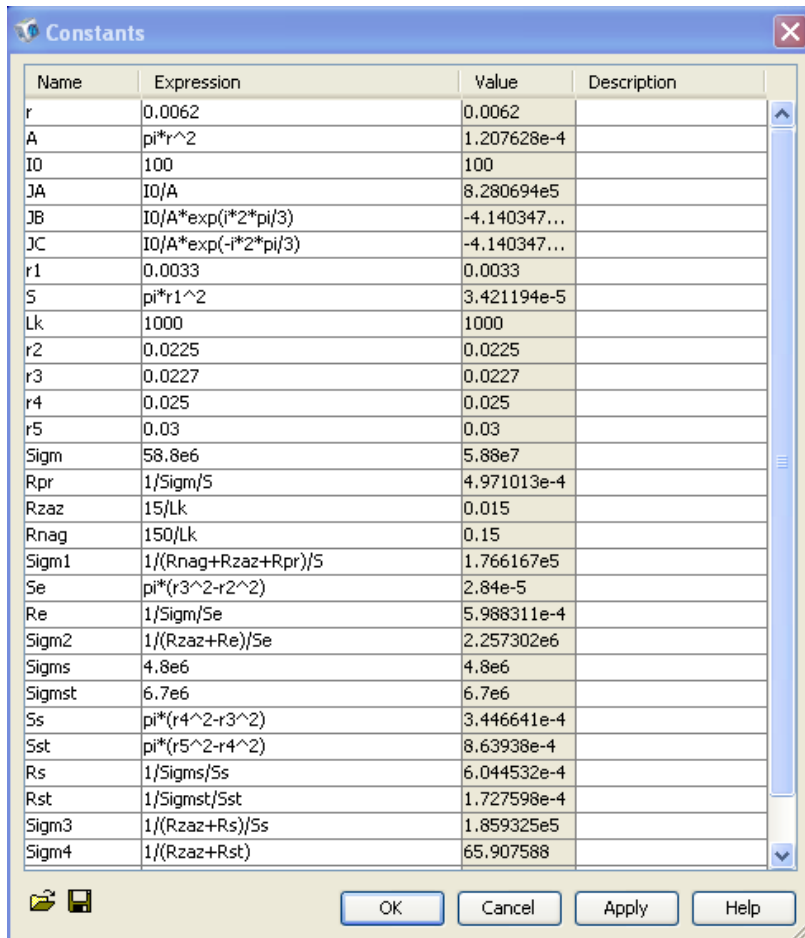 Constants
Name Expression Value Description
r 0.0062 0.0062
A pi*r^2 1.207628e-4
I0 100 100
JA I0/A 8.280694e5
JB I0/A*exp(i*2*pi/3) -4.140347...
JC I0/A*exp(-i*2*pi/3) -4.140347...
r1 0.0033 0.0033
S pi*r1^2 3.421194e-5
Lk 1000 1000
r2 0.0225 0.0225
r3 0.0227 0.0227
r4 0.025 0.025
r5 0.03 0.03
Sigm 58.8e6 5.88e7
Rpr 1/Sigm/S 4.971013e-4
Rzaz 15/Lk 0.015
Rnag 150/Lk 0.15
Sigm1 1/(Rnag+Rzaz+Rpr)/S 1.766167e5
Se pi*(r3^2-r2^2) 2.84e-5
Re 1/Sigm/Se 5.988311e-4
Sigm2 1/(Rzaz+Re)/Se 2.257302e6
Sigms 4.8e6 4.8e6
Sigmst 6.7e6 6.7e6
Ss pi*(r4^2-r3^2) 3.446641e-4
Sst pi*(r5^2-r4^2) 8.63938e-4
Rs 1/Sigms/Ss 6.044532e-4
Rst 1/Sigmst/Sst 1.727598e-4
Sigm3 1/(Rzaz+Rs)/Ss 1.859325e5
Sigm4 1/(Rzaz+Rst) 65.907588
OK Cancel Apply Help